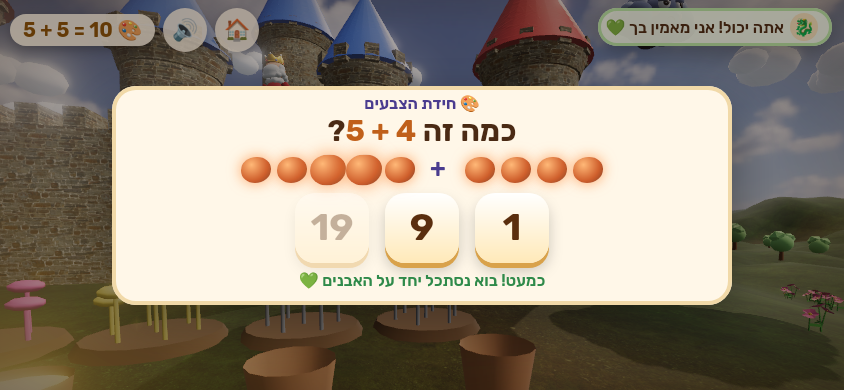 5 + 5 = 10
אתה יכול! אני מאמין בך
חידת הצבעים
כמה זה 4 + 5?
+
19 9 1
כמעט! בוא נסתכל יחד על האבנים